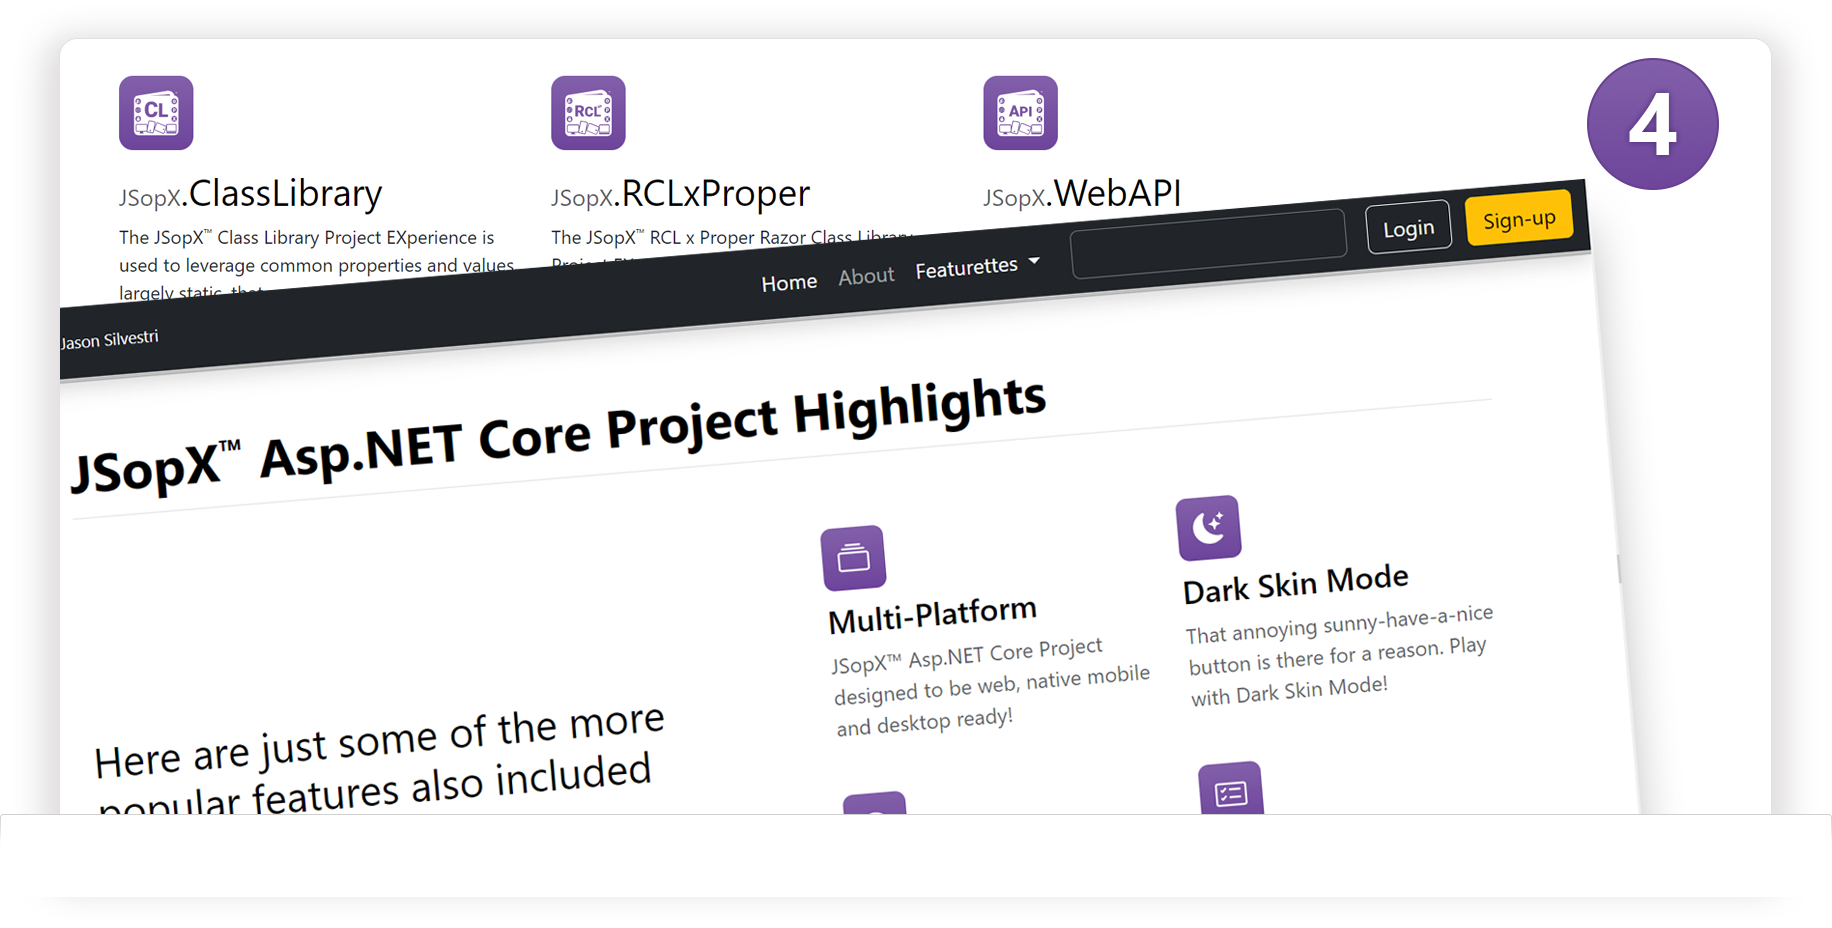 CL
RCL
API
4
JSopX.ClassLibrary
JSopX.RCLxProper
JSopX.WebAPI
The JSopX™ Class Library Project EXperience is
used to leverage common properties and values
largely static, that
The JSopX™ RCL x Proper Razor Class Library
Project
Jason Silvestri
Home
About
Featurettes
Login
Sign-up
JSopX™ Asp.NET Core Project Highlights
Multi-Platform
JSopX™ Asp.NET Core Project
designed to be web, native mobile
and desktop ready!
Dark Skin Mode
That annoying sunny-have-a-nice
button is there for a reason. Play
with Dark Skin Mode!
Here are just some of the more
popular features also included